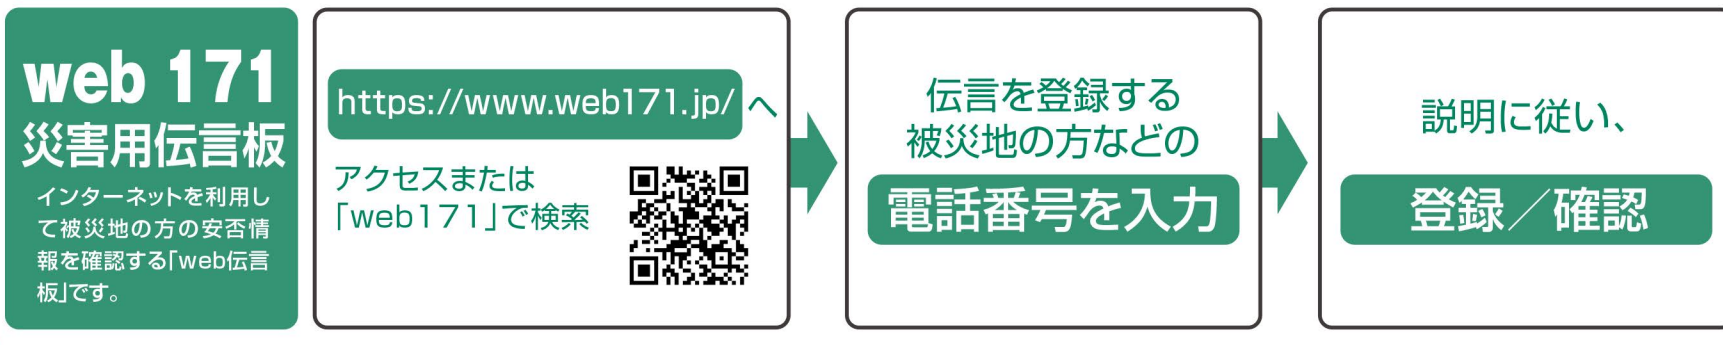 web 171
災害用伝言板
インターネットを利用し
て被災地の方の安否情
報を確認する「web伝言
板」です。
https://www.web171.jp/ へ
アクセスまたは
「web171」で検索
伝言を登録する
被災地の方などの
電話番号を入力
説明に従い、
登録／確認